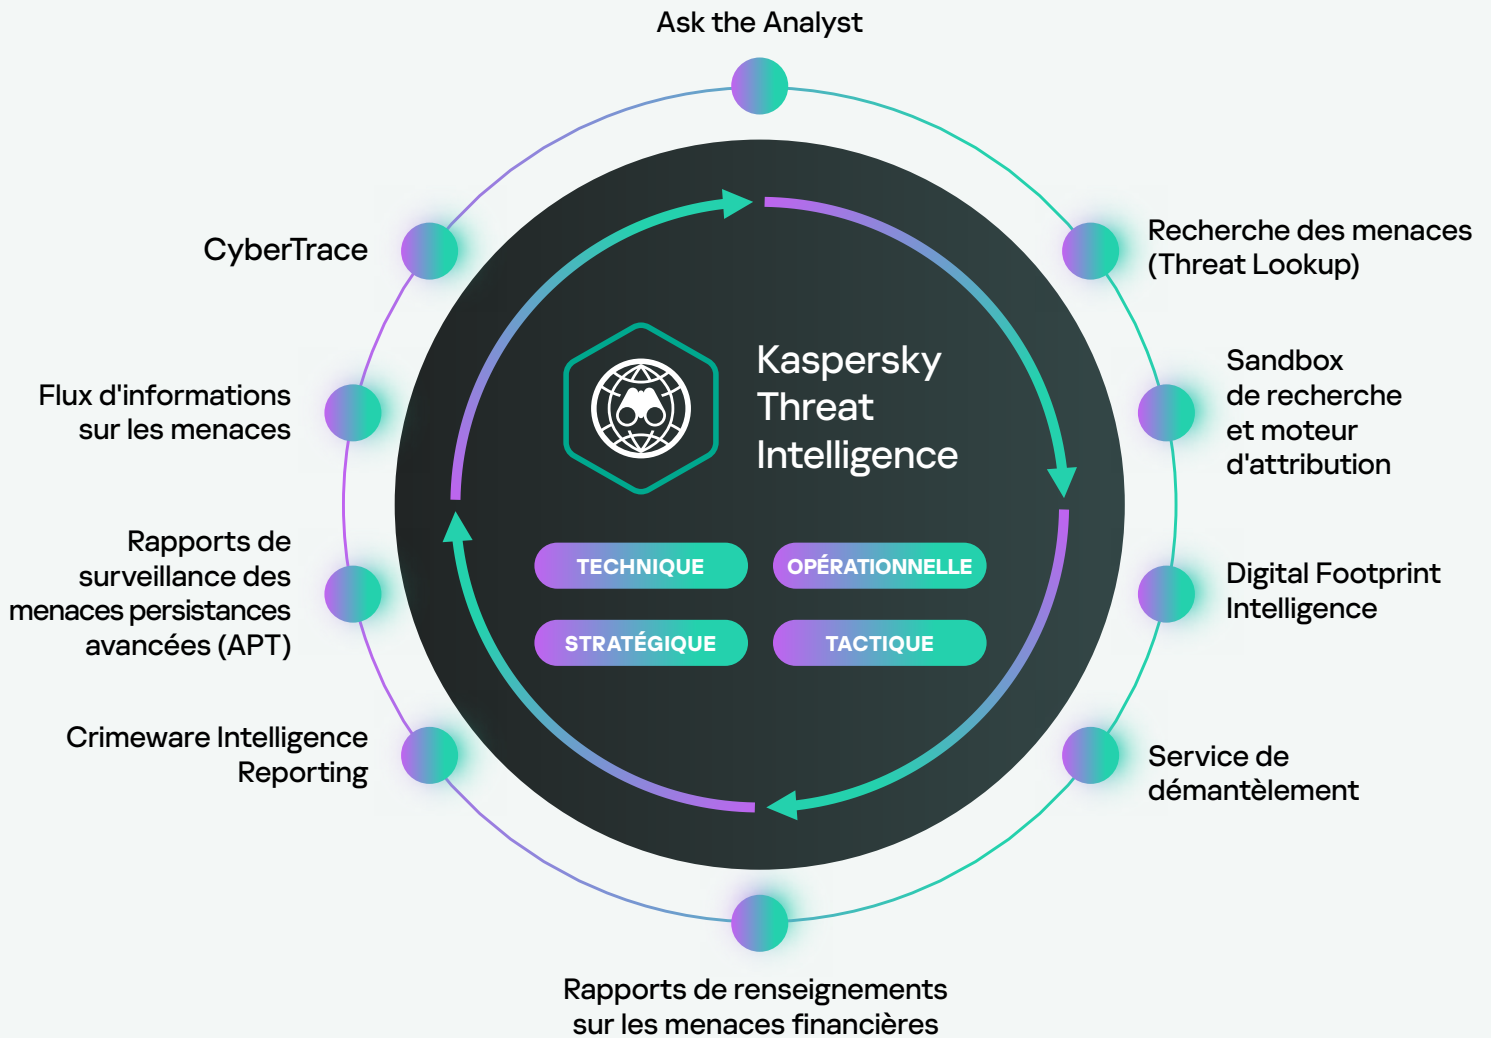 Ask the Analyst
Recherche des menaces
(Threat Lookup)
Sandbox
de recherche
et moteur
d'attribution
Digital Footprint
Intelligence
Service de
démantèlement
Rapports de renseignements
sur les menaces financières
Crimeware Intelligence
Reporting
Rapports de
surveillance des
menaces persistances
avancées (APT)
Flux d'informations
sur les menaces
CyberTrace
Kaspersky
Threat
Intelligence
TECHNIQUE
OPÉRATIONNELLE
STRATÉGIQUE
TACTIQUE